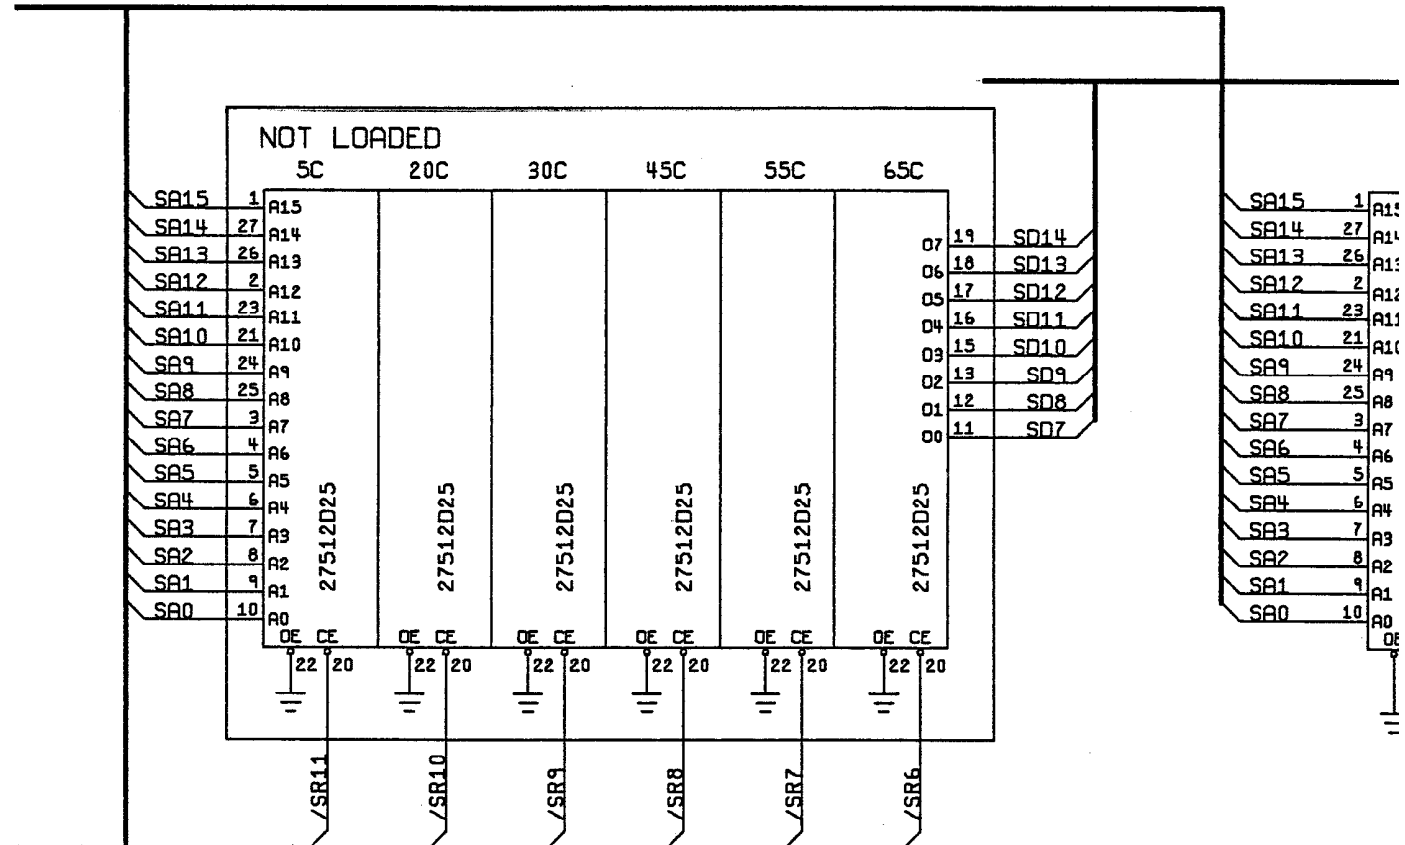 NOT LOADED
5C 20C 30C 45C 55C 65C
SA15 1 A15
SA14 27 A14
SA13 26 A13
SA12 2 A12
SA11 23 A11
SA10 21 A10
SA9 24 A9
SA8 25 A8
SA7 3 A7
SA6 4 A6
SA5 5 A5
SA4 6 A4
SA3 7 A3
SA2 8 A2
SA1 9 A1
SA0 10 A0
O7 19 SD14
O6 18 SD13
O5 17 SD12
O4 16 SD11
O3 15 SD10
O2 13 SD9
O1 12 SD8
O0 11 SD7
27512D25 27512D25 27512D25 27512D25 27512D25 27512D25
OE CE OE CE OE CE OE CE OE CE OE CE
22 20 22 20 22 20 22 20 22 20 22 20
/SR11 /SR10 /SR9 /SR8 /SR7 /SR6
SA15 1 A15
SA14 27 A14
SA13 26 A13
SA12 2 A12
SA11 23 A11
SA10 21 A10
SA9 24 A9
SA8 25 A8
SA7 3 A7
SA6 4 A6
SA5 5 A5
SA4 6 A4
SA3 7 A3
SA2 8 A2
SA1 9 A1
SA0 10 A0
OE